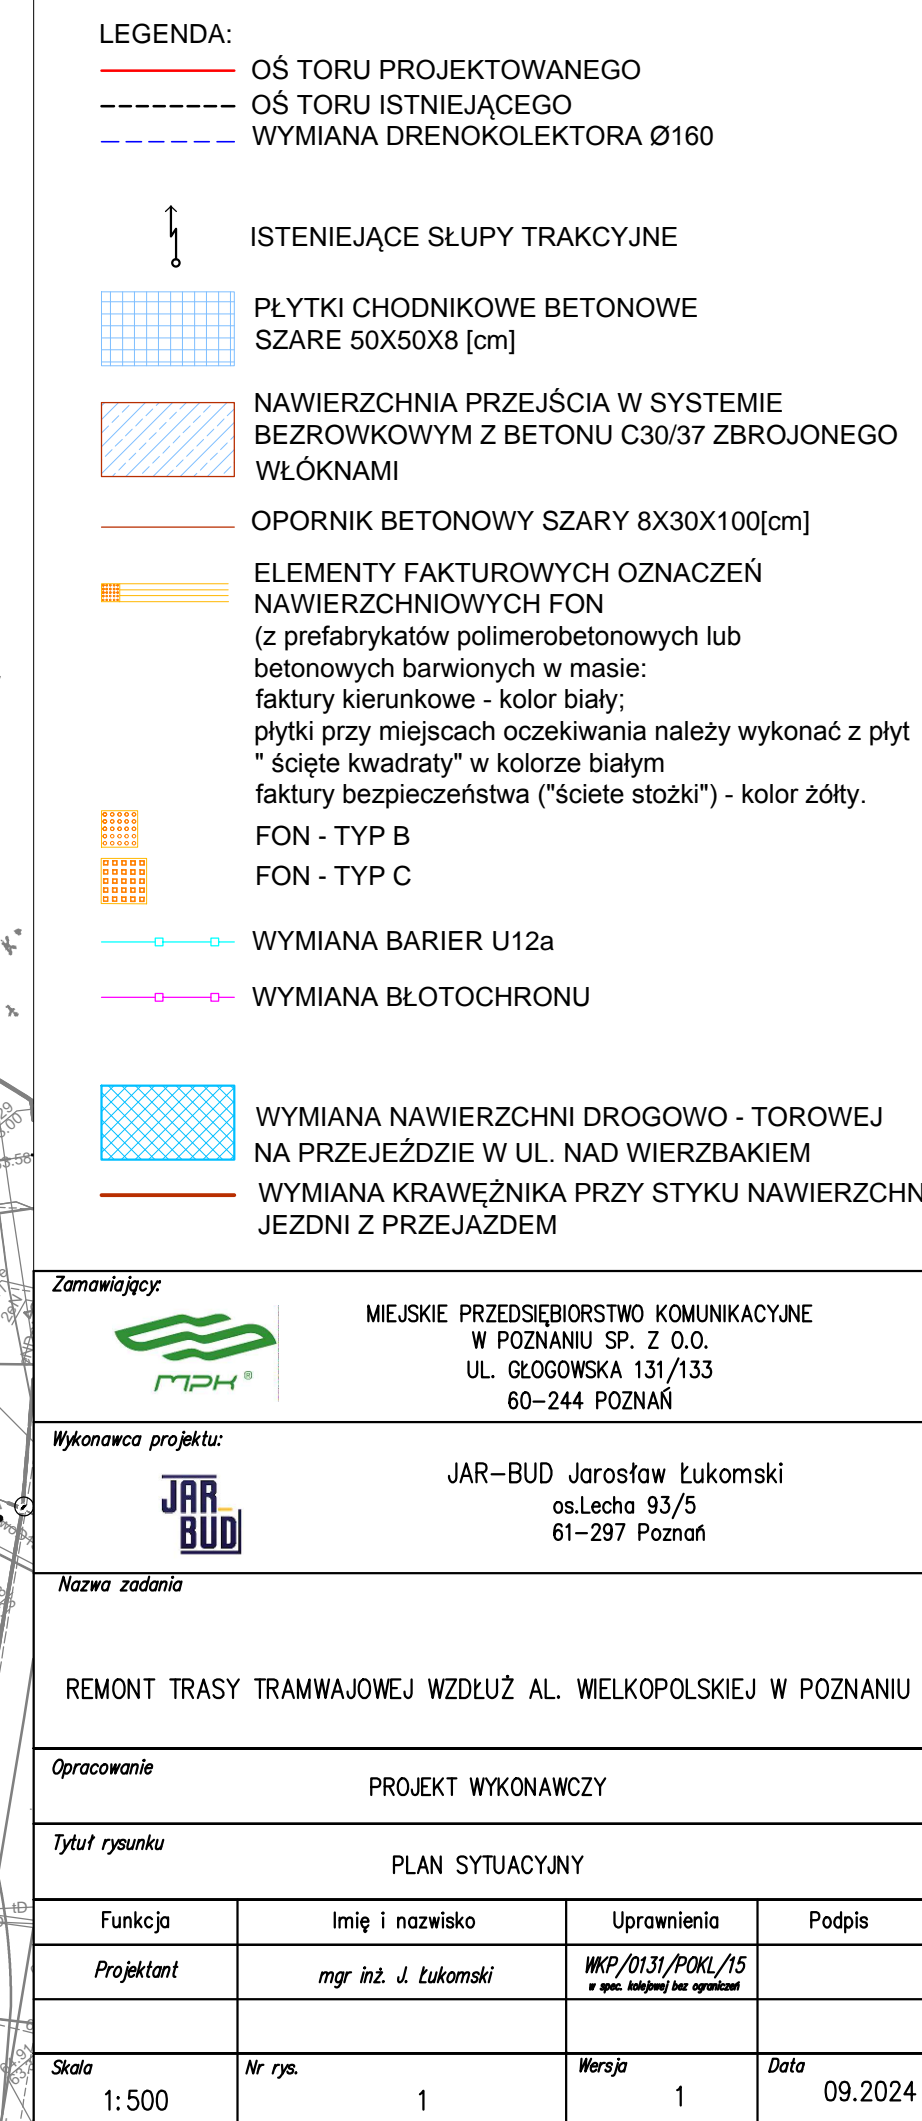 LEGENDA:
OŚ TORU PROJEKTOWANEGO
OŚ TORU ISTNIEJĄCEGO
WYMIANA DRENOKOLEKTORA Ø160
ISTENIEJĄCE SŁUPY TRAKCYJNE
PŁYTKI CHODNIKOWE BETONOWE
SZARE 50X50X8 [cm]
NAWIERZCHNIA PRZEJŚCIA W SYSTEMIE
BEZROWKOWYM Z BETONU C30/37 ZBROJONEGO
WŁÓKNAMI
OPORNIK BETONOWY SZARY 8X30X100[cm]
ELEMENTY FAKTUROWYCH OZNACZEŃ
NAWIERZCHNIOWYCH FON
(z prefabrykatów polimerobetonowych lub
betonowych barwionych w masie:
faktury kierunkowe - kolor biały;
płytki przy miejscach oczekiwania należy wykonać z płyt
" ścięte kwadraty" w kolorze białym
faktury bezpieczeństwa ("ściete stożki") - kolor żółty.
FON - TYP B
FON - TYP C
WYMIANA BARIER U12a
WYMIANA BŁOTOCHRONU
WYMIANA NAWIERZCHNI DROGOWO - TOROWEJ
NA PRZEJEŹDZIE W UL. NAD WIERZBAKIEM
WYMIANA KRAWĘŻNIKA PRZY STYKU NAWIERZCHN
JEZDNI Z PRZEJAZDEM
Zamawiający:
MPK ®
MIEJSKIE PRZEDSIĘBIORSTWO KOMUNIKACYJNE
W POZNANIU SP. Z O.O.
UL. GŁOGOWSKA 131/133
60-244 POZNAŃ
Wykonawca projektu:
JAR_
BUD
JAR-BUD Jarosław Łukomski
os.Lecha 93/5
61-297 Poznań
Nazwa zadania
REMONT TRASY TRAMWAJOWEJ WZDŁUŻ AL. WIELKOPOLSKIEJ W POZNANIU
Opracowanie
PROJEKT WYKONAWCZY
Tytuł rysunku
PLAN SYTUACYJNY
Funkcja Imię i nazwisko Uprawnienia Podpis
Projektant mgr inż. J. Łukomski WKP/0131/POKL/15
w spec. kolejowej bez ograniczeń
Skala Nr rys. Wersja Data
1:500 1 1 09.2024